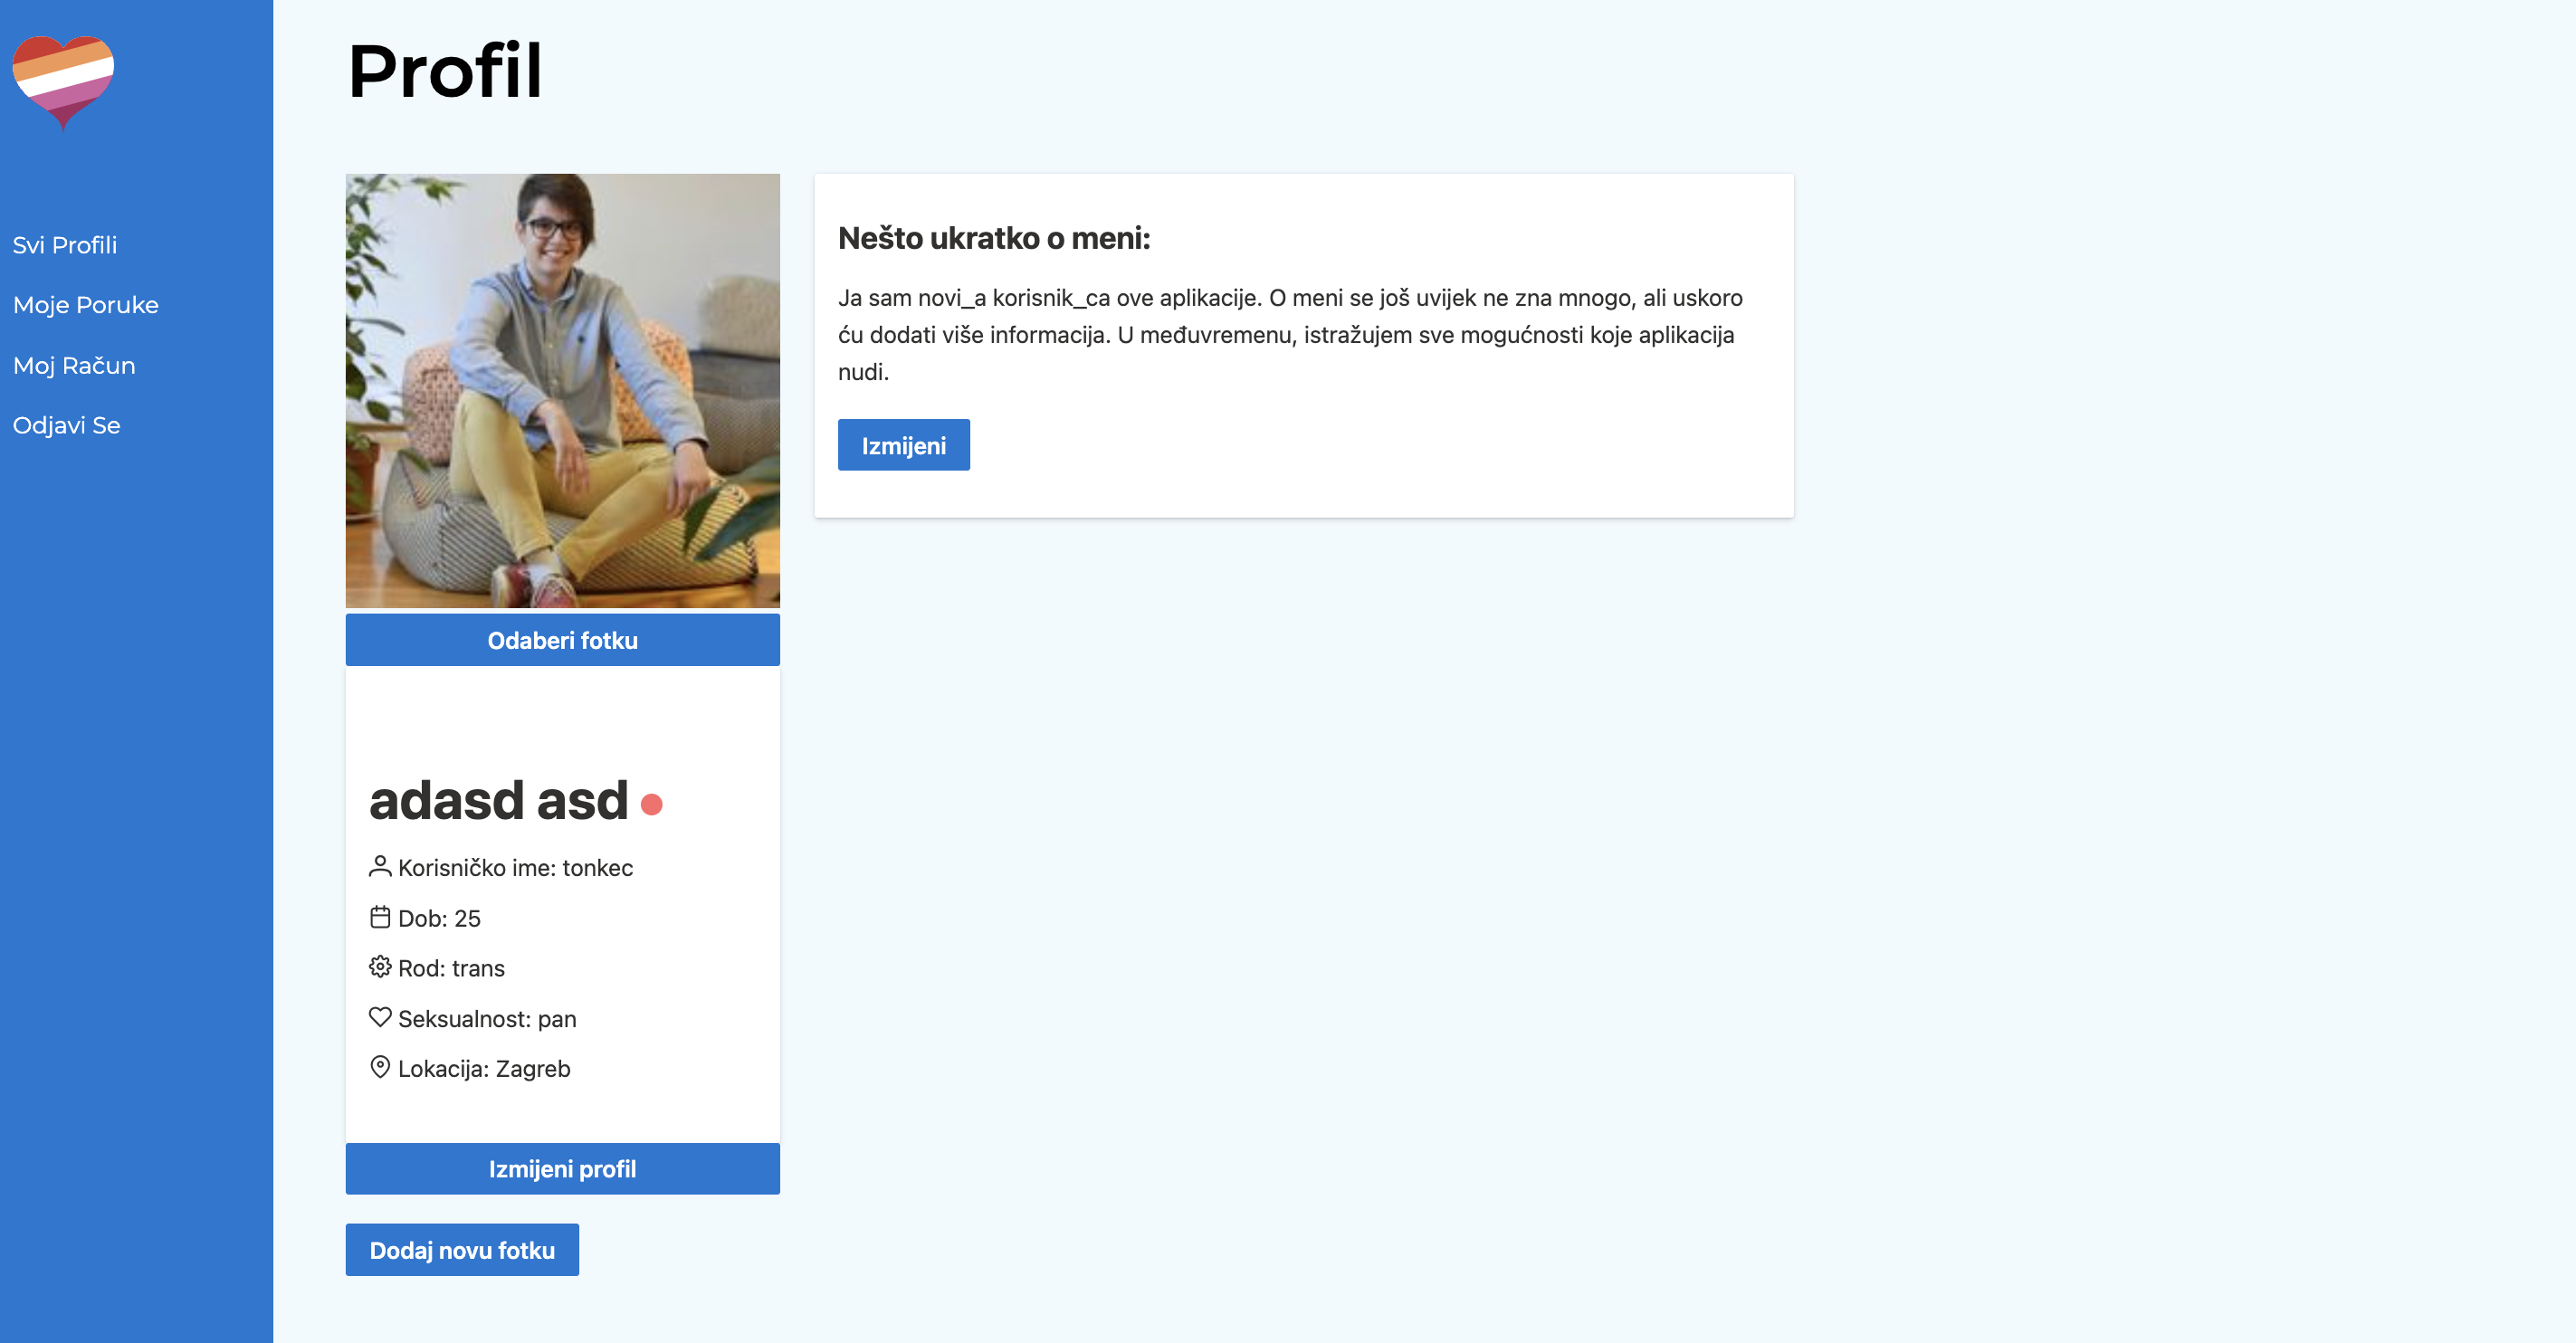 Profil
Svi Profili
Moje Poruke
Moj Račun
Odjavi Se
Nešto ukratko o meni:
Ja sam novi_a korisnik_ca ove aplikacije. O meni se još uvijek ne zna mnogo, ali uskoro
ću dodati više informacija. U međuvremenu, istražujem sve mogućnosti koje aplikacija
nudi.
Izmijeni
Odaberi fotku
adasd asd
Korisničko ime: tonkec
Dob: 25
Rod: trans
Seksualnost: pan
Lokacija: Zagreb
Izmijeni profil
Dodaj novu fotku